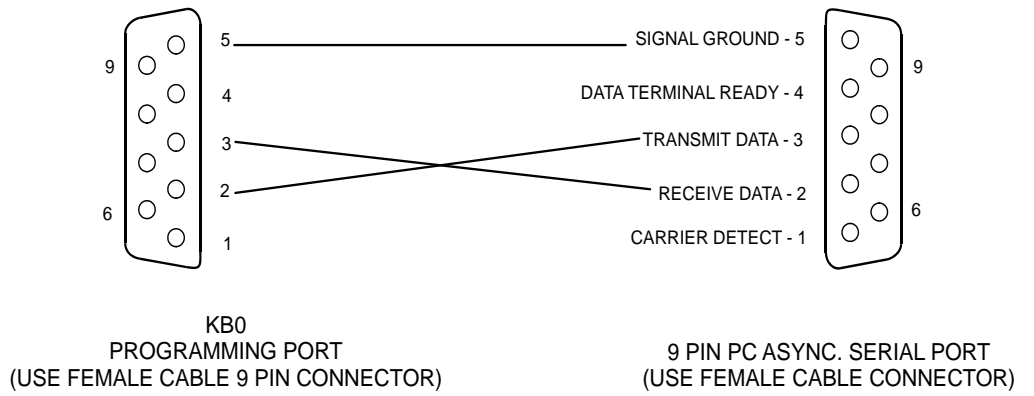 5
SIGNAL GROUND - 5
9
9
4
DATA TERMINAL READY - 4
3
TRANSMIT DATA - 3
2
RECEIVE DATA - 2
6
6
1
CARRIER DETECT - 1
KB0
PROGRAMMING PORT
(USE FEMALE CABLE 9 PIN CONNECTOR)
9 PIN PC ASYNC. SERIAL PORT
(USE FEMALE CABLE CONNECTOR)